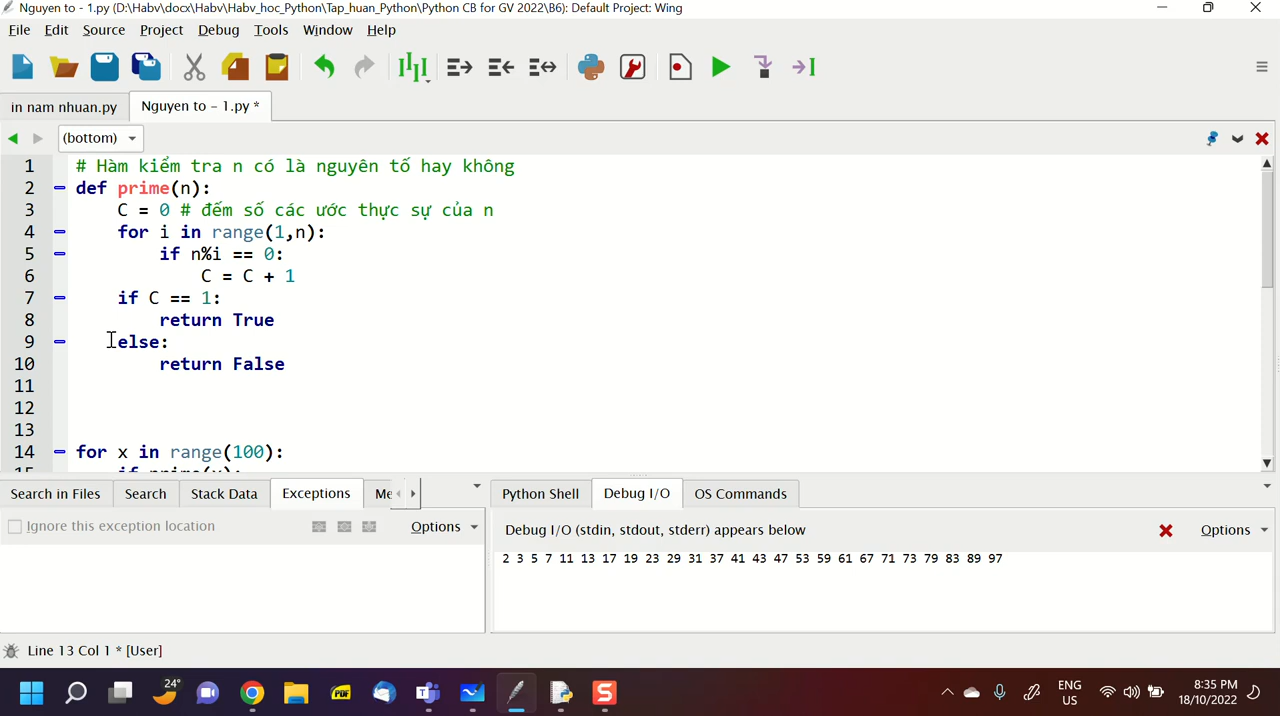 Nguyen to - 1.py (D:\Habv\docx\Habv\Habv_hoc_Python\Tap_huan_Python\Python CB for GV 2022\B6): Default Project: Wing
File Edit Source Project Debug Tools Window Help
in nam nhuan.py Nguyen to - 1.py *
(bottom)
1 # Hàm kiểm tra n có là nguyên tố hay không
2 def prime(n):
3 C = 0 # đếm số các ước thực sự của n
4 for i in range(1,n):
5 if n%i == 0:
6 C = C + 1
7 if C == 1:
8 return True
9 else:
10 return False
11
12
13
14 for x in range(100):
Search in Files Search Stack Data Exceptions Me Python Shell Debug I/O OS Commands
Ignore this exception location Options Debug I/O (stdin, stdout, stderr) appears below Options
2 3 5 7 11 13 17 19 23 29 31 37 41 43 47 53 59 61 67 71 73 79 83 89 97
Line 13 Col 1 * [User]
24° PDF T S ENG US 8:35 PM
18/10/2022